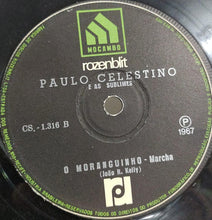 MOCAMBO
rozenblit
PAULO CELESTINO
E AS SUBLIMES
CS. - 1.316 B
P
1967
O MORANGUINHO - Marcha
(João R. Kelly)